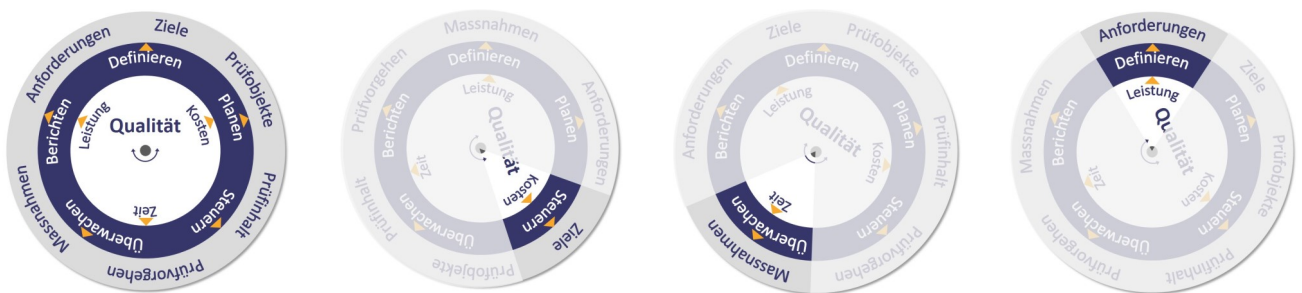 Anforderungen
Ziele
Prüfobjekte
Prüfinhalt
Prüfvorgehen
Massnahmen
Definieren
Planen
Steuern
Überwachen
Berichten
Leistung
Kosten
Zeit
Qualität
Prüfvorgehen
Massnahmen
Anforderungen
Ziele
Prüfobjekte
Prüfinhalt
Definieren
Planen
Steuern
Überwachen
Berichten
Leistung
Kosten
Zeit
Qualität
Anforderungen
Ziele
Prüfobjekte
Prüfinhalt
Prüfvorgehen
Massnahmen
Definieren
Planen
Steuern
Überwachen
Berichten
Leistung
Kosten
Zeit
Qualität
Massnahmen
Anforderungen
Ziele
Prüfobjekte
Prüfinhalt
Prüfvorgehen
Definieren
Planen
Steuern
Überwachen
Berichten
Leistung
Kosten
Zeit
Qualität